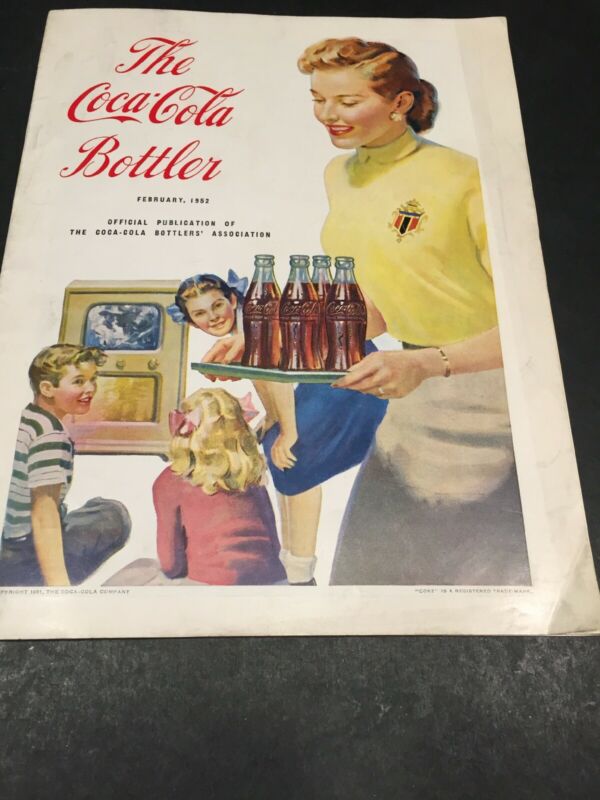 The
Coca-Cola
Bottler
FEBRUARY, 1952
OFFICIAL PUBLICATION OF
THE COCA-COLA BOTTLERS' ASSOCIATION
Coca-Cola
Coca-Cola
Coca-Cola
PYRIGHT 1951, THE COCA-COLA COMPANY
"COKE" IS A REGISTERED TRADE-MARK.